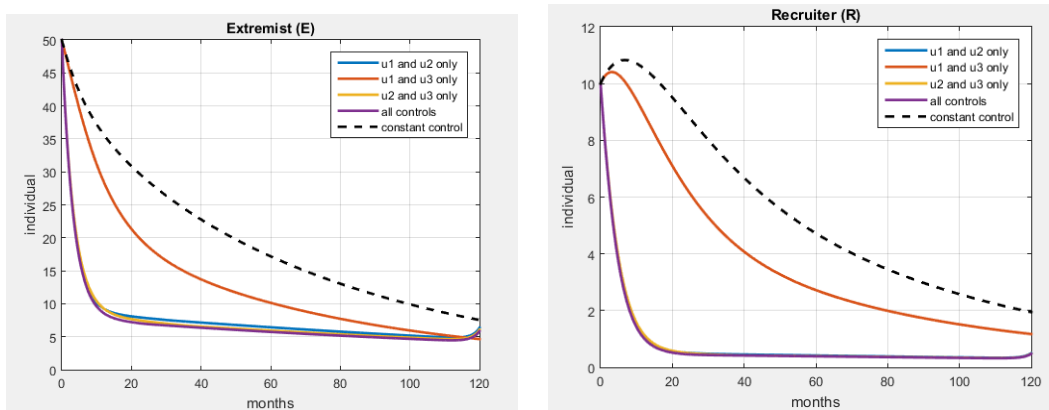 Extremist (E)
50
45
40
35
30
25
20
15
10
5
0
individual
0 20 40 60 80 100 120
months
u1 and u2 only
u1 and u3 only
u2 and u3 only
all controls
constant control
Recruiter (R)
12
10
8
6
4
2
0
individual
0 20 40 60 80 100 120
months
u1 and u2 only
u1 and u3 only
u2 and u3 only
all controls
constant control